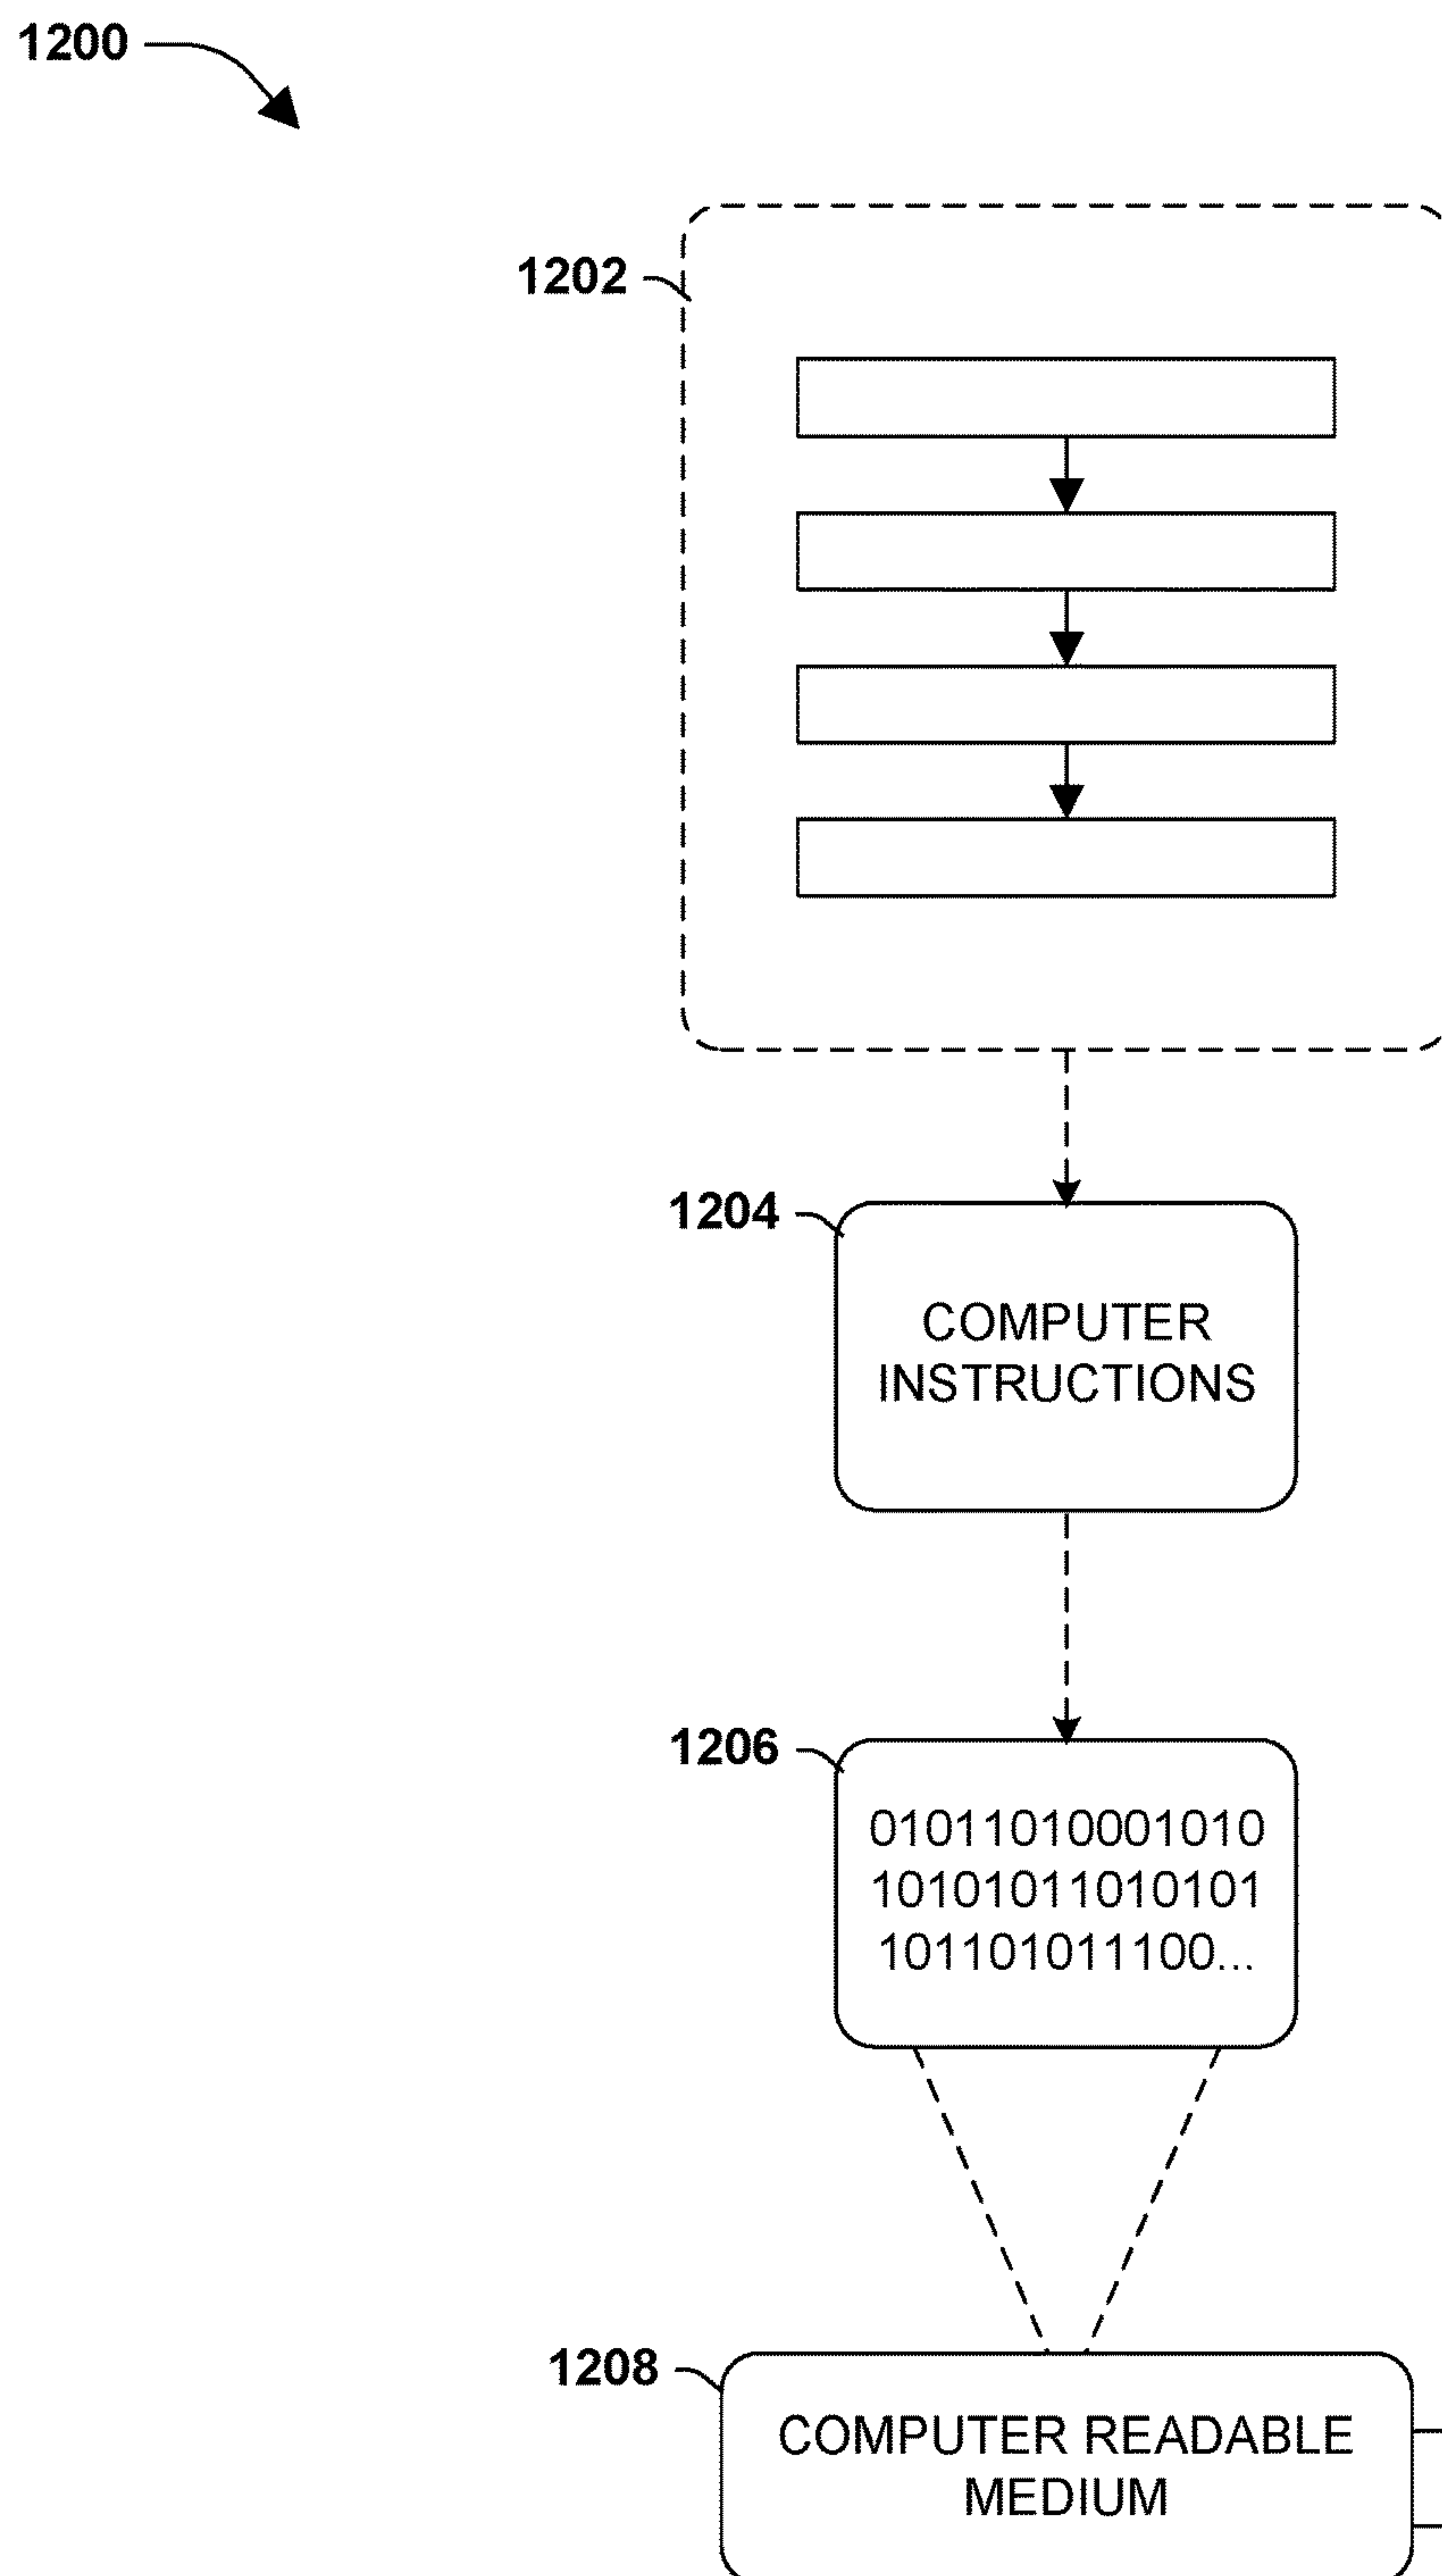 1200
1202
1204
COMPUTER
INSTRUCTIONS
1206
01011010001010
10101011010101
101101011100...
1208
COMPUTER READABLE
MEDIUM